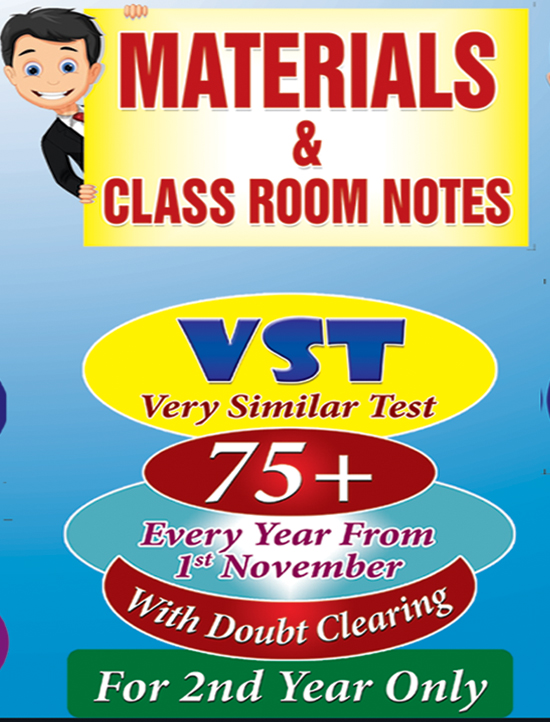 MATERIALS
&
CLASS ROOM NOTES
VST
Very Similar Test
75+
Every Year From
1st November
With Doubt Clearing
For 2nd Year Only